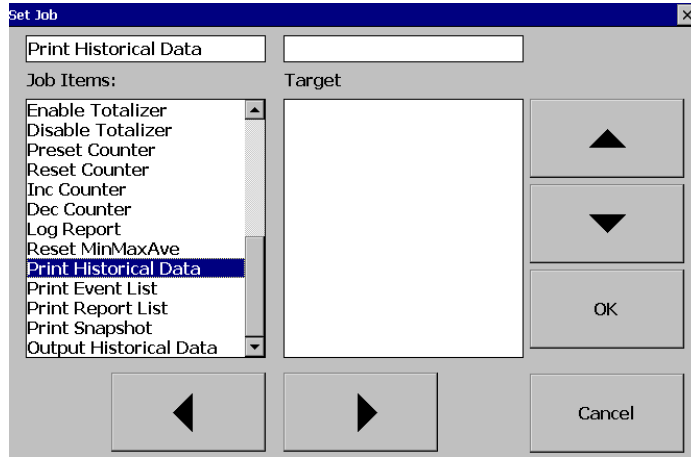 Set Job
Print Historical Data
Job Items:
Target
Enable Totalizer
Disable Totalizer
Preset Counter
Reset Counter
Inc Counter
Dec Counter
Log Report
Reset MinMaxAve
Print Historical Data
Print Event List
Print Report List
Print Snapshot
Output Historical Data
OK
Cancel